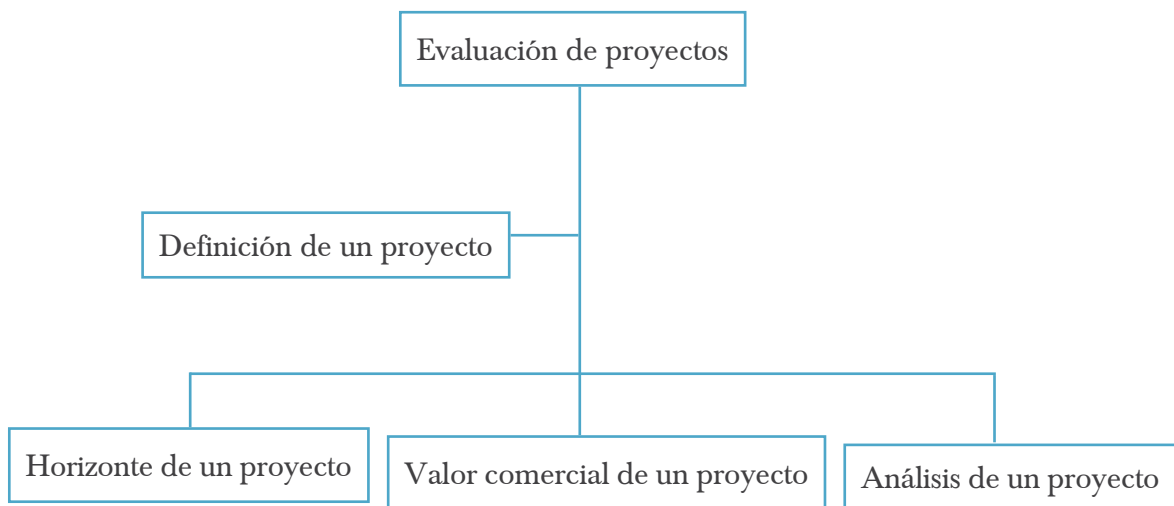 Evaluación de proyectos
Definición de un proyecto
Horizonte de un proyecto
Valor comercial de un proyecto
Análisis de un proyecto